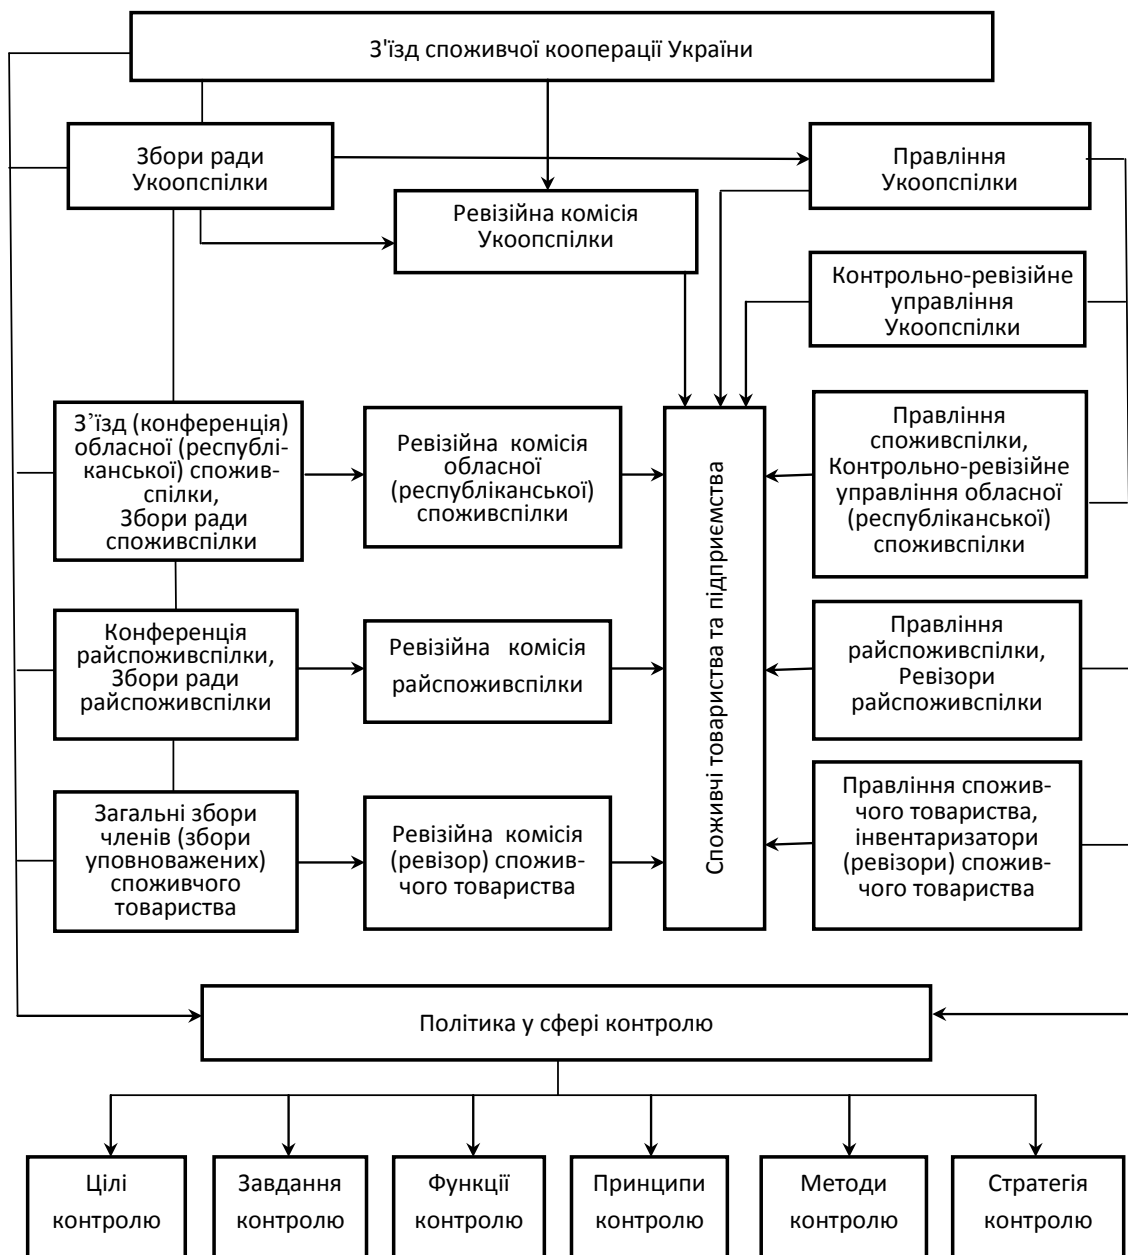 З'їзд споживчої кооперації України
Збори ради
Укоопспілки
Правління
Укоопспілки
Ревізійна комісія
Укоопспілки
Контрольно-ревізійне
управління
Укоопспілки
З’їзд (конференція)
обласної (республі-
канської) спожив-
спілки,
Збори ради
споживспілки
Ревізійна комісія
обласної
(республіканської)
споживспілки
Споживчі товариства та підприємства
Правління
споживспілки,
Контрольно-ревізійне
управління обласної
(республіканської)
споживспілки
Конференція
райспоживспілки,
Збори ради
райспоживспілки
Ревізійна комісія
райспоживспілки
Правління
райспоживспілки,
Ревізори
райспоживспілки
Загальні збори
членів (збори
уповноважених)
споживчого
товариства
Ревізійна комісія
(ревізор) спожив-
чого товариства
Правління спожив-
чого товариства,
інвентаризатори
(ревізори) спожив-
чого товариства
Політика у сфері контролю
Цілі
контролю
Завдання
контролю
Функції
контролю
Принципи
контролю
Методи
контролю
Стратегія
контролю